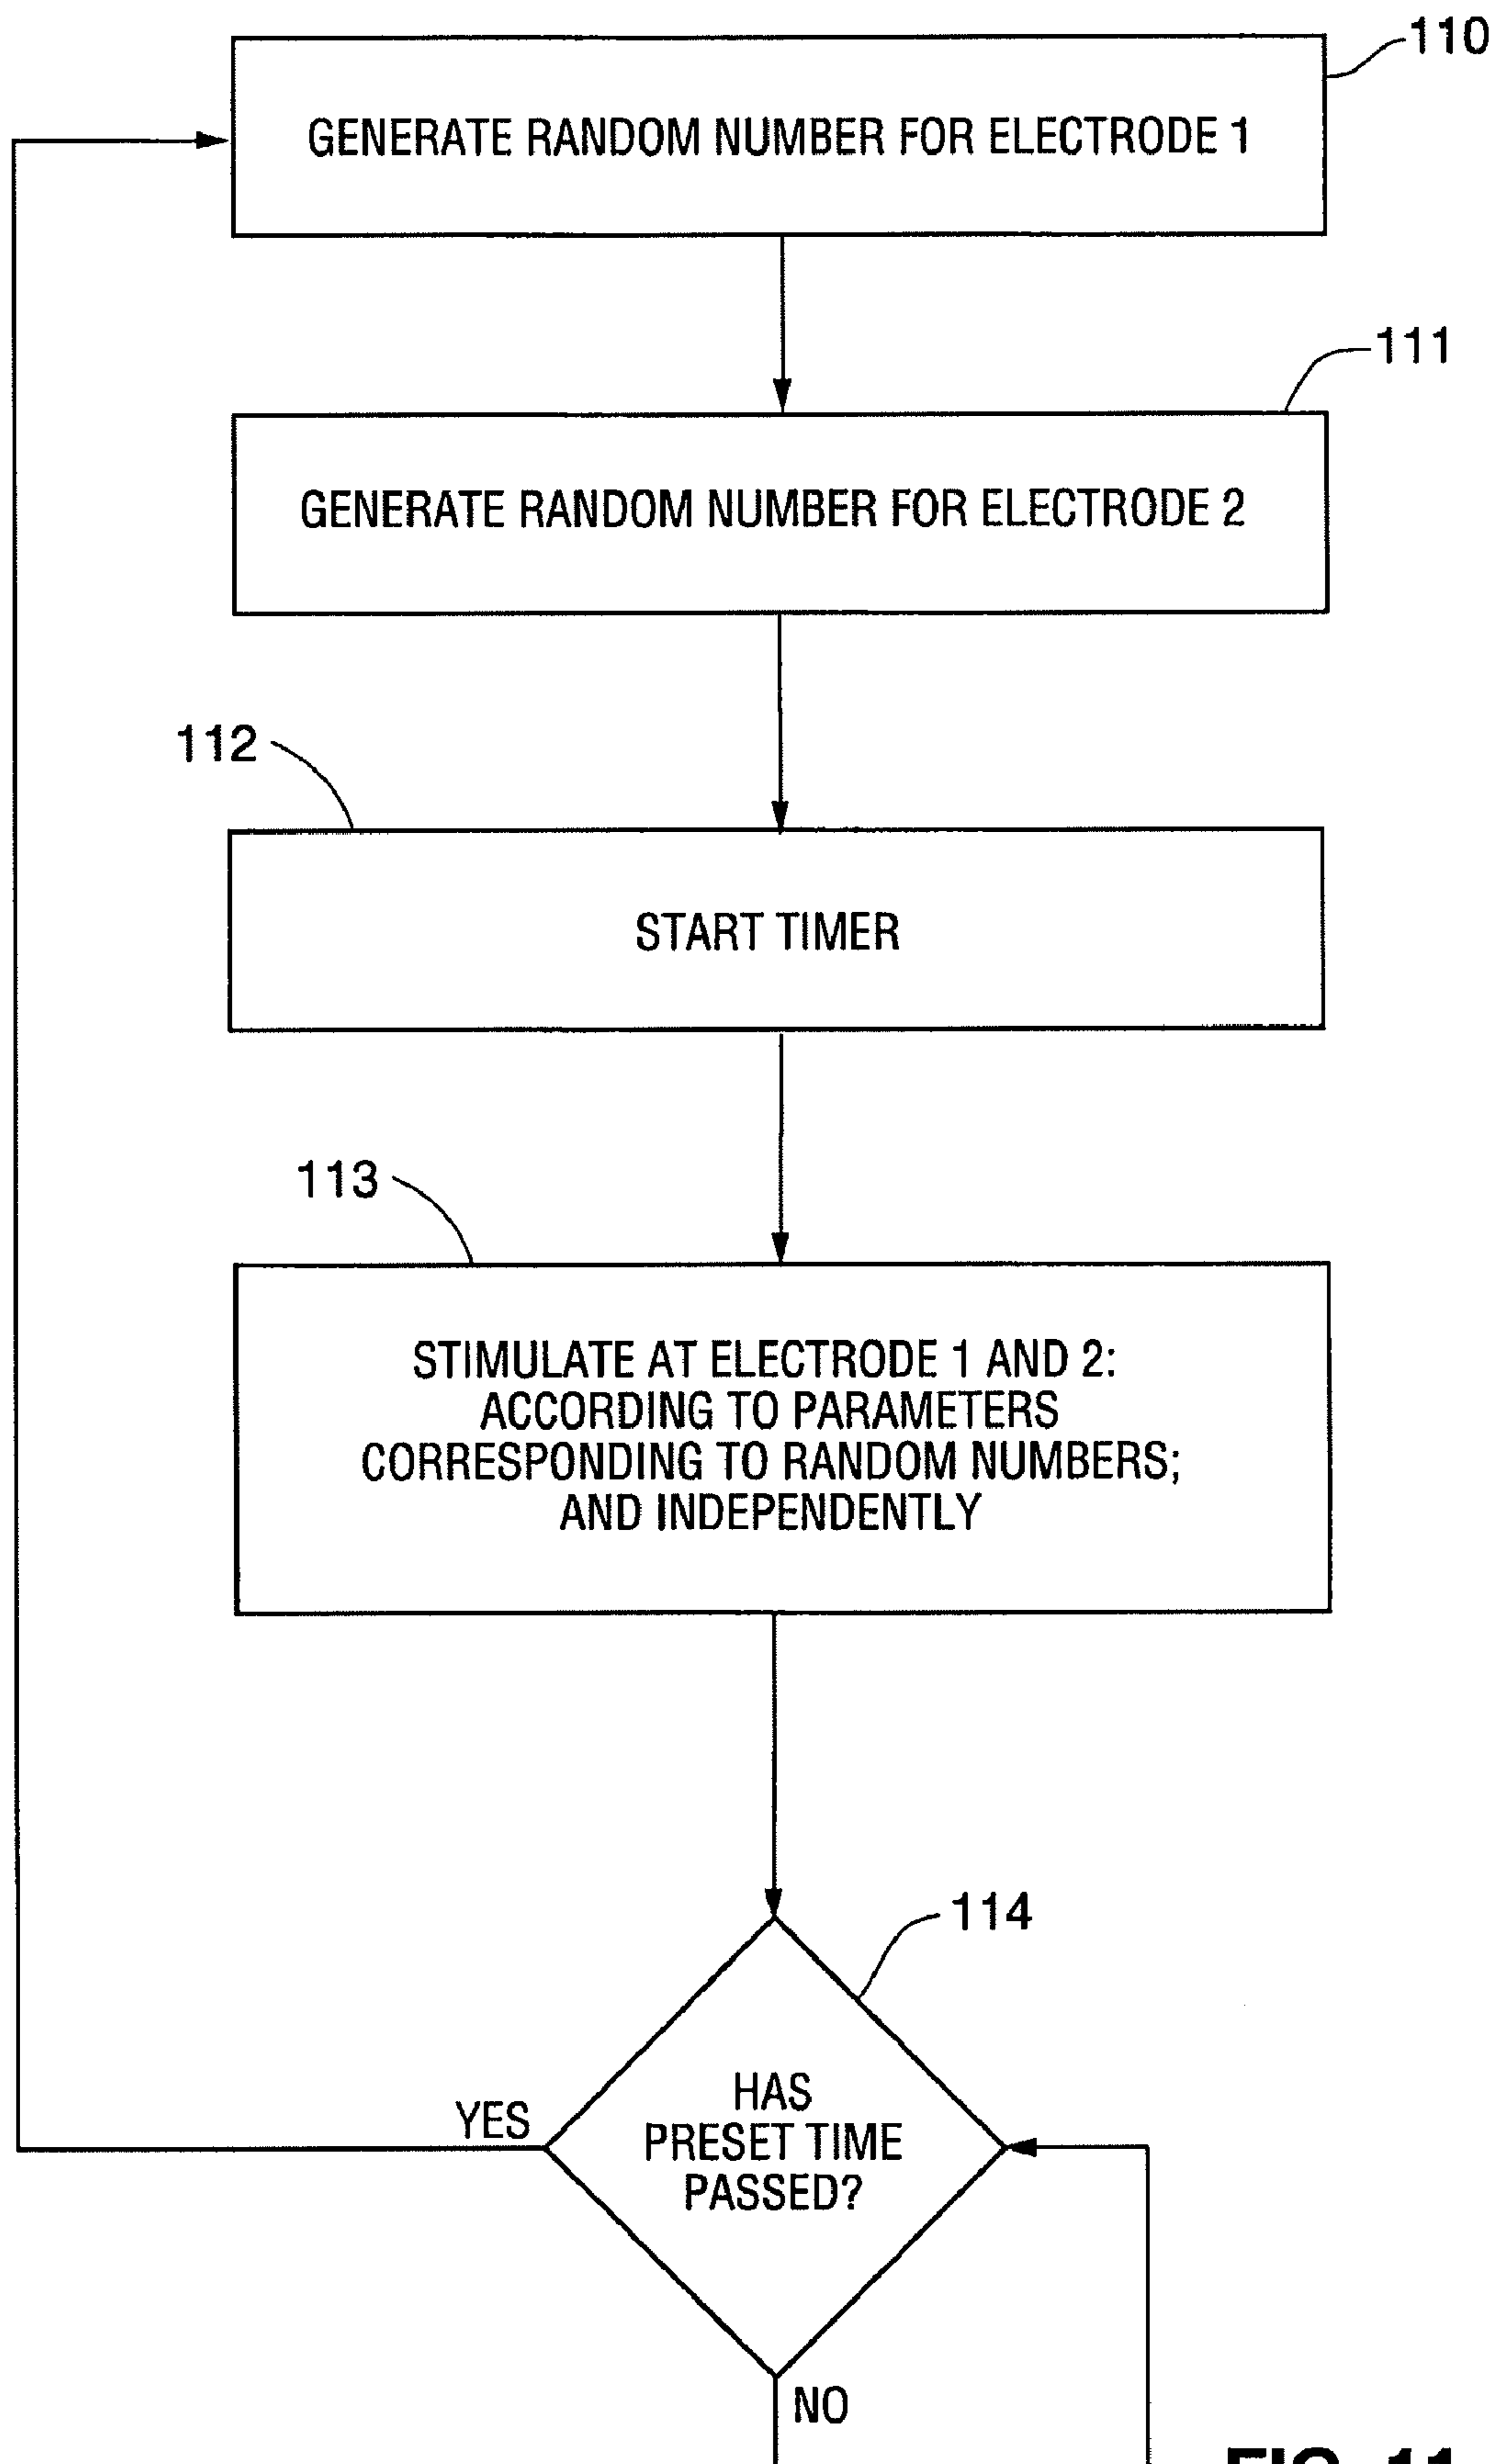 110
GENERATE RANDOM NUMBER FOR ELECTRODE 1
111
GENERATE RANDOM NUMBER FOR ELECTRODE 2
112
START TIMER
113
STIMULATE AT ELECTRODE 1 AND 2:
ACCORDING TO PARAMETERS
CORRESPONDING TO RANDOM NUMBERS;
AND INDEPENDENTLY
114
HAS
PRESET TIME
PASSED?
YES
NO